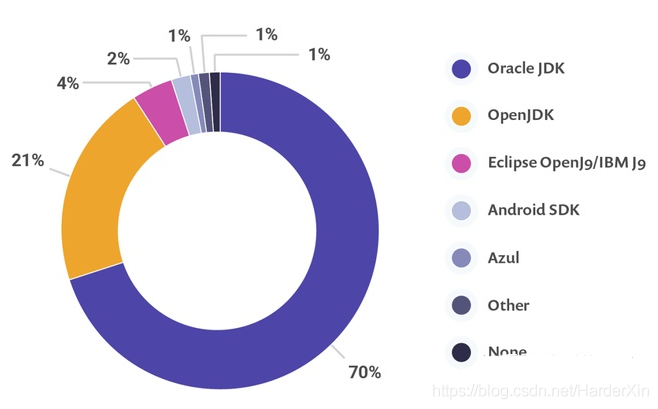 1%
1%
2%
1%
4%
21%
70%
Oracle JDK
OpenJDK
Eclipse OpenJ9/IBM J9
Android SDK
Azul
Other
None
https://blog.csdn.net/HarderXin